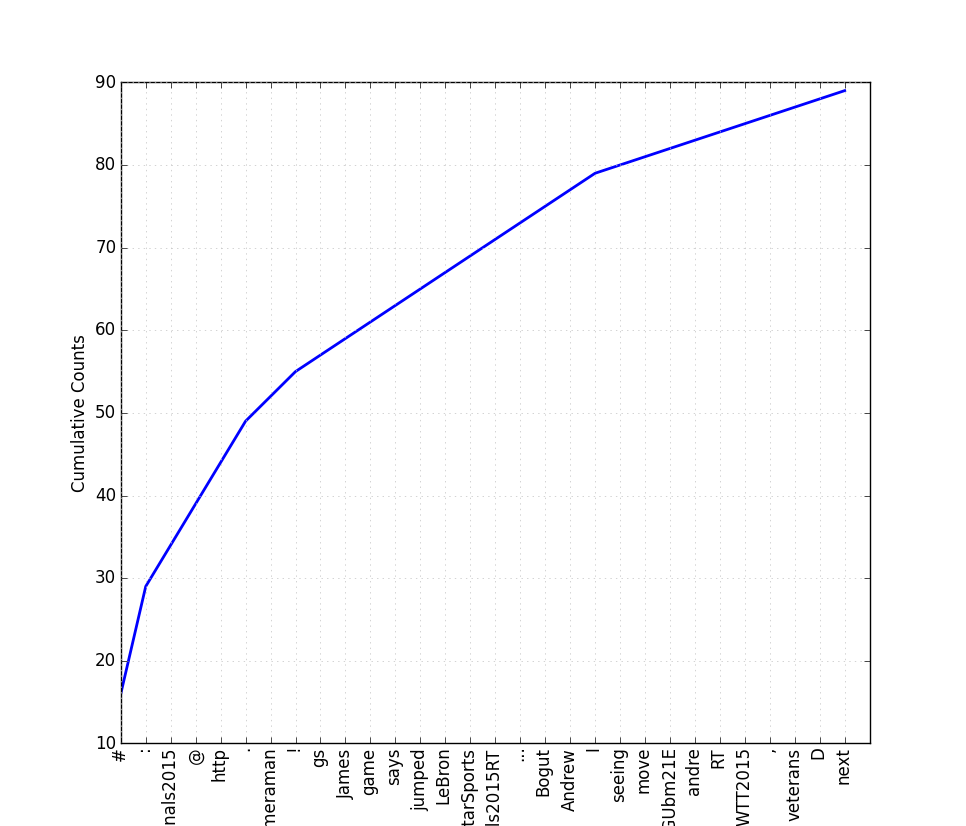 90
80
70
60
50
40
30
20
10
Cumulative Counts
#
:
nals2015
@
http
.
meraman
!
gs
James
game
says
jumped
LeBron
tarSports
ls2015RT
...
Bogut
Andrew
I
seeing
move
GUbm21E
andre
RT
WTT2015
,
veterans
D
next